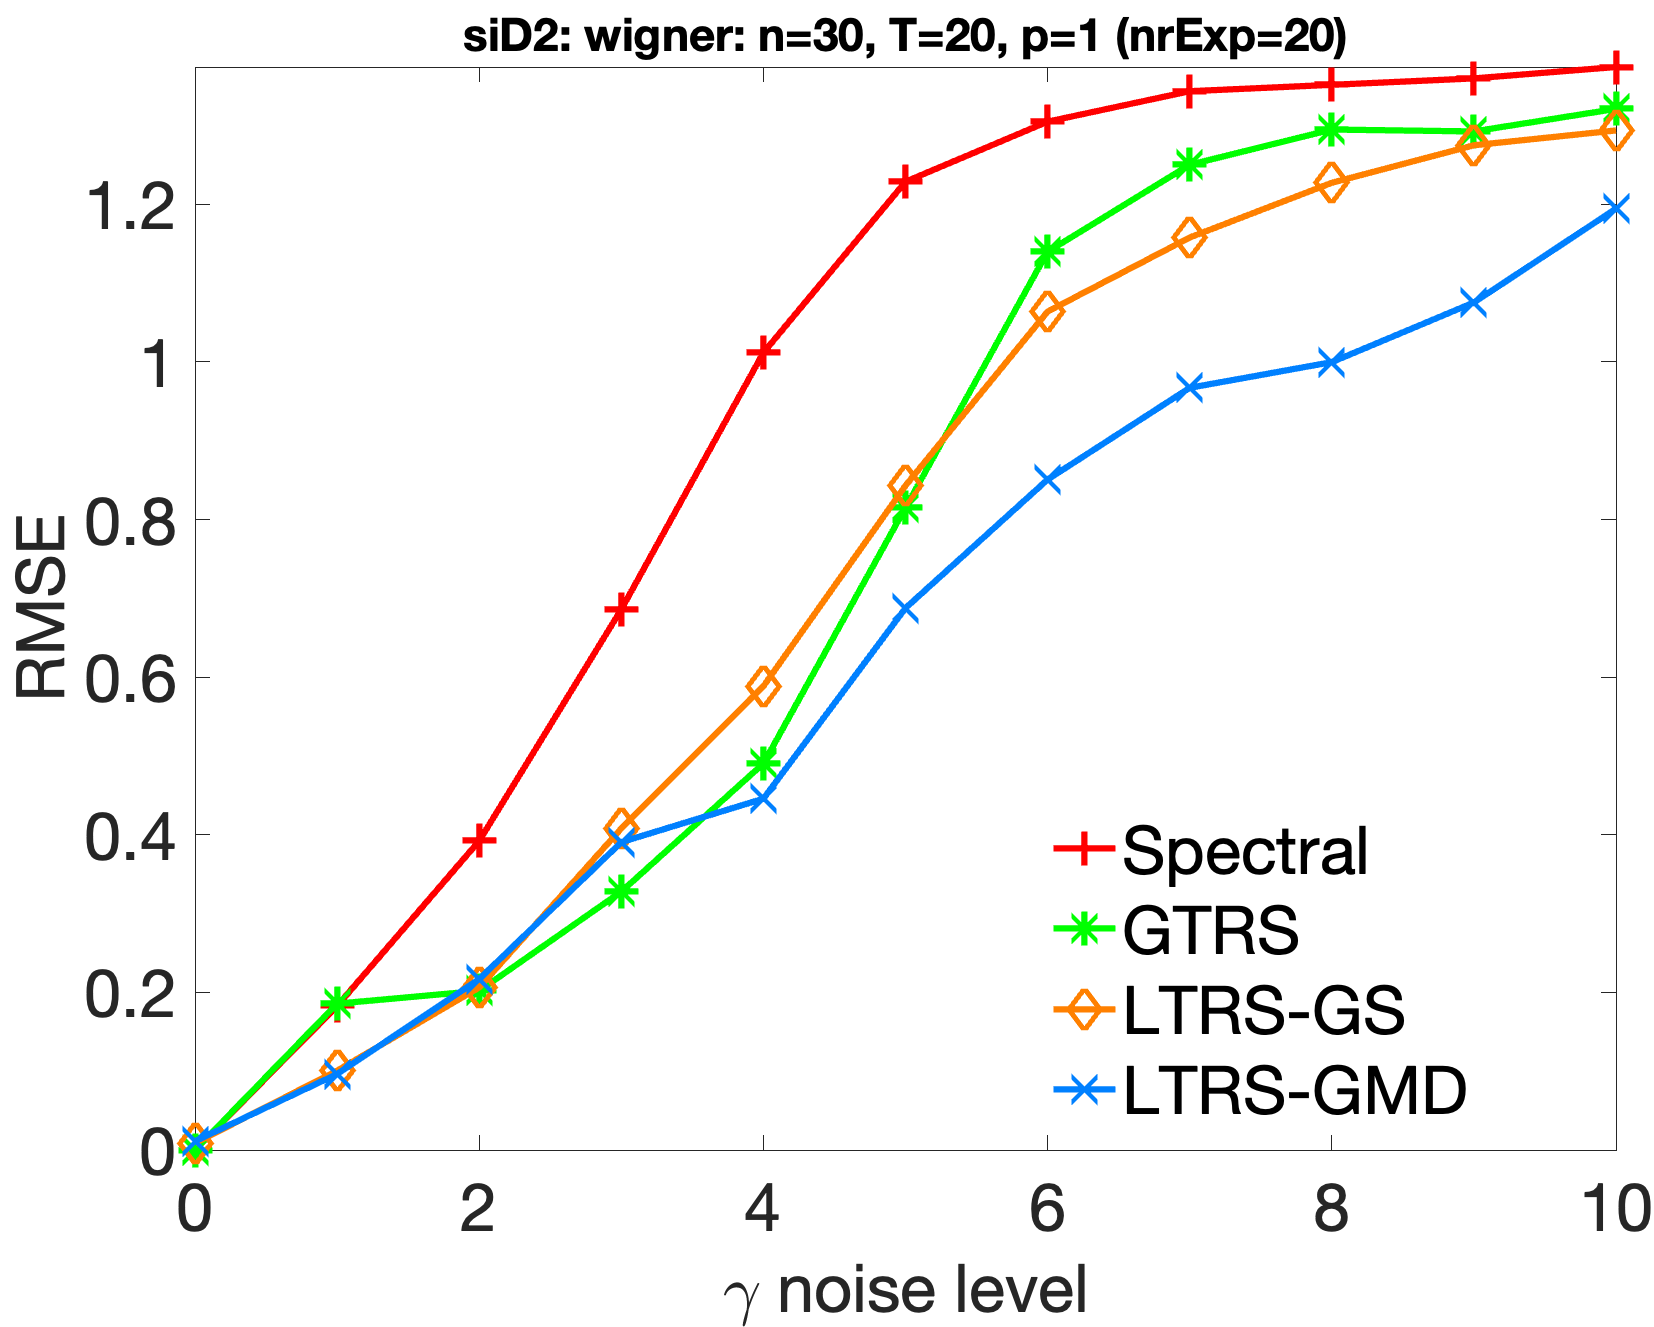 siD2: wigner: n=30, T=20, p=1 (nrExp=20)
RMSE
1.2
1
0.8
0.6
0.4
0.2
0
0 2 4 6 8 10
γ noise level
Spectral
GTRS
LTRS-GS
LTRS-GMD